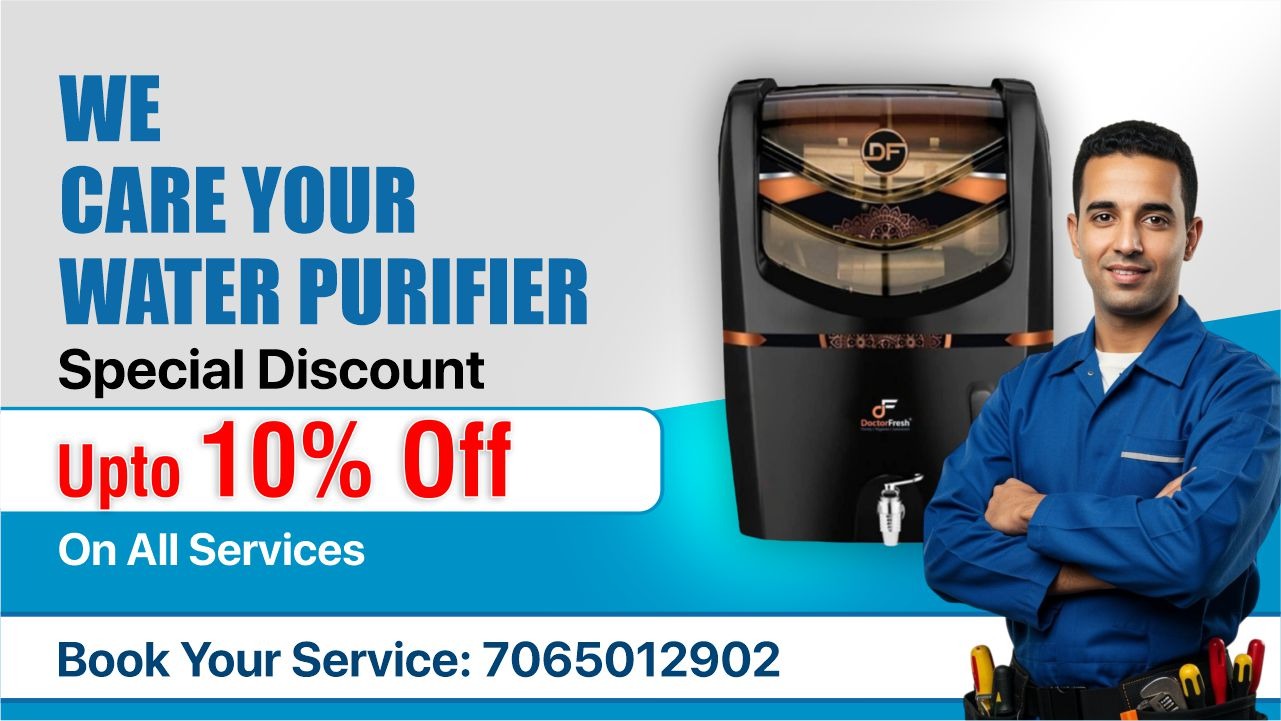 WE
CARE YOUR
WATER PURIFIER
Special Discount
Upto 10% Off
On All Services
Book Your Service: 7065012902
DF
DoctorFresh